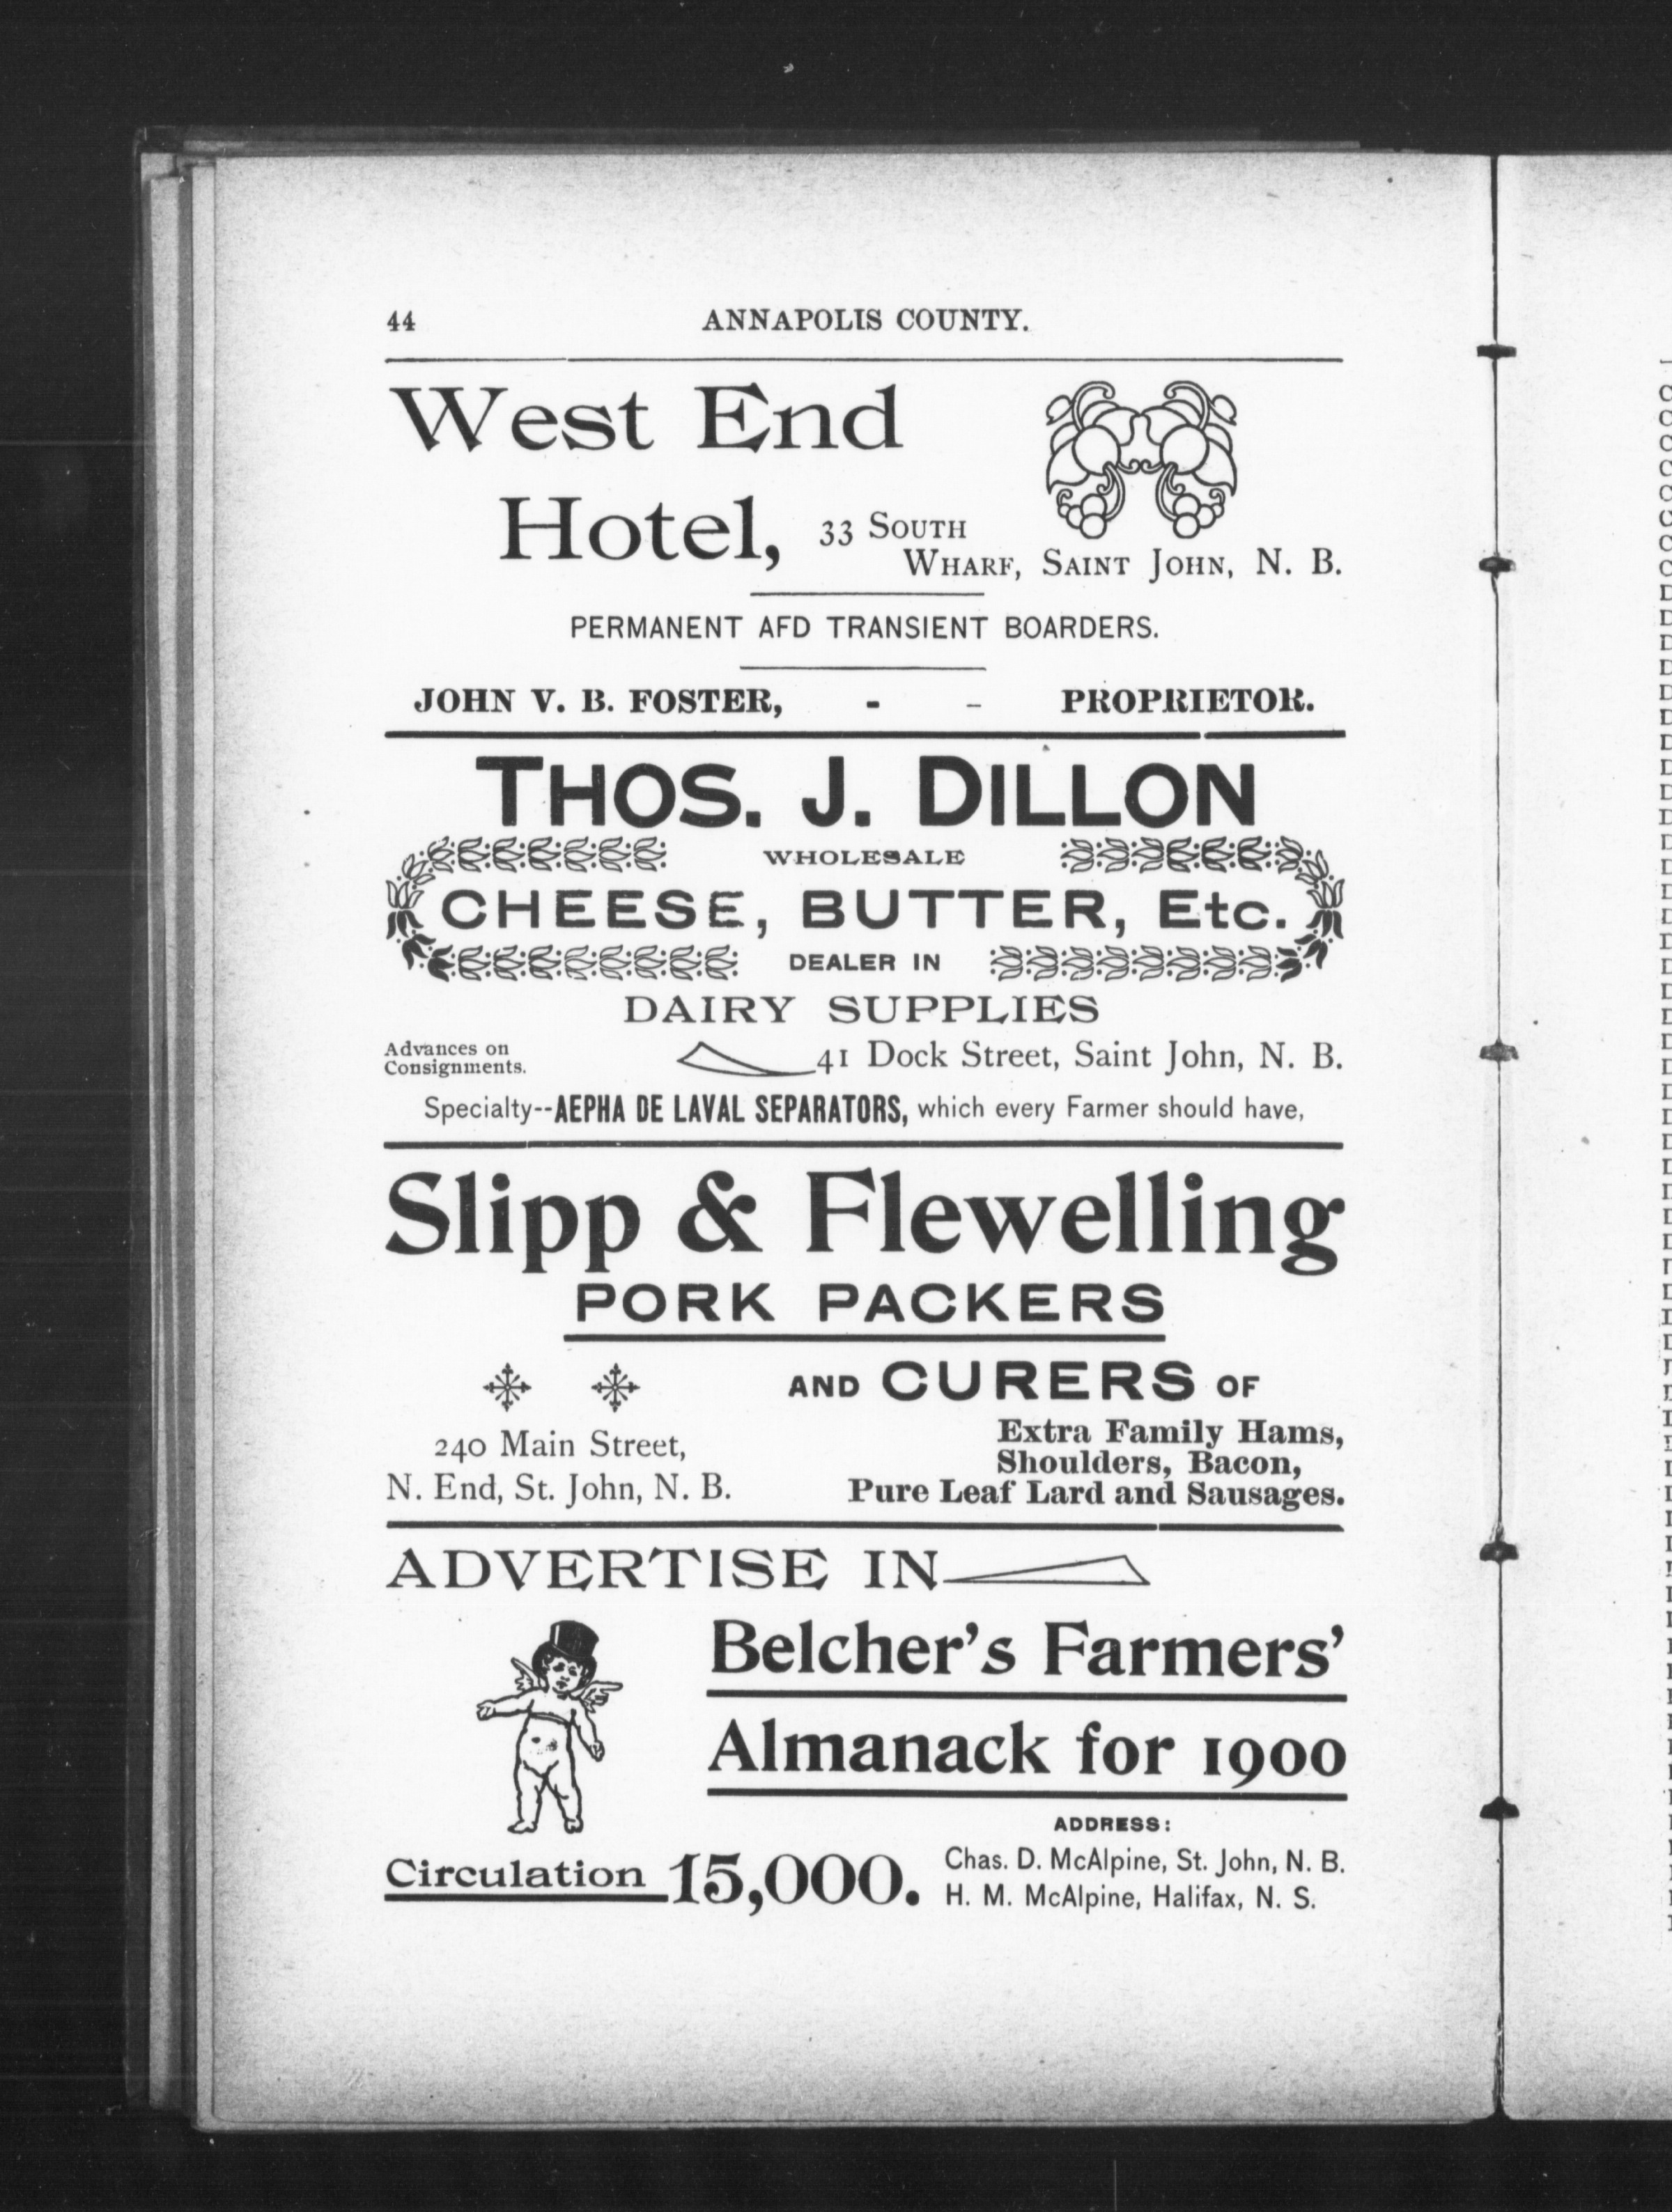 44 ANNAPOLIS COUNTY.
West End
Hotel, 33 SOUTH
WHARF, SAINT JOHN, N. B.
PERMANENT AFD TRANSIENT BOARDERS.
JOHN V. B. FOSTER, - - PROPRIETOR.
THOS. J. DILLON
WHOLESALE
CHEESE, BUTTER, Etc.
DEALER IN
DAIRY SUPPLIES
Advances on
Consignments.
41 Dock Street, Saint John, N. B.
Specialty--AEPHA DE LAVAL SEPARATORS, which every Farmer should have,
Slipp & Flewelling
PORK PACKERS
AND CURERS OF
240 Main Street,
N. End, St. John, N. B.
Extra Family Hams,
Shoulders, Bacon,
Pure Leaf Lard and Sausages.
ADVERTISE IN
Belcher's Farmers'
Almanack for 1900
Circulation 15,000.
ADDRESS:
Chas. D. McAlpine, St. John, N. B.
H. M. McAlpine, Halifax, N. S.